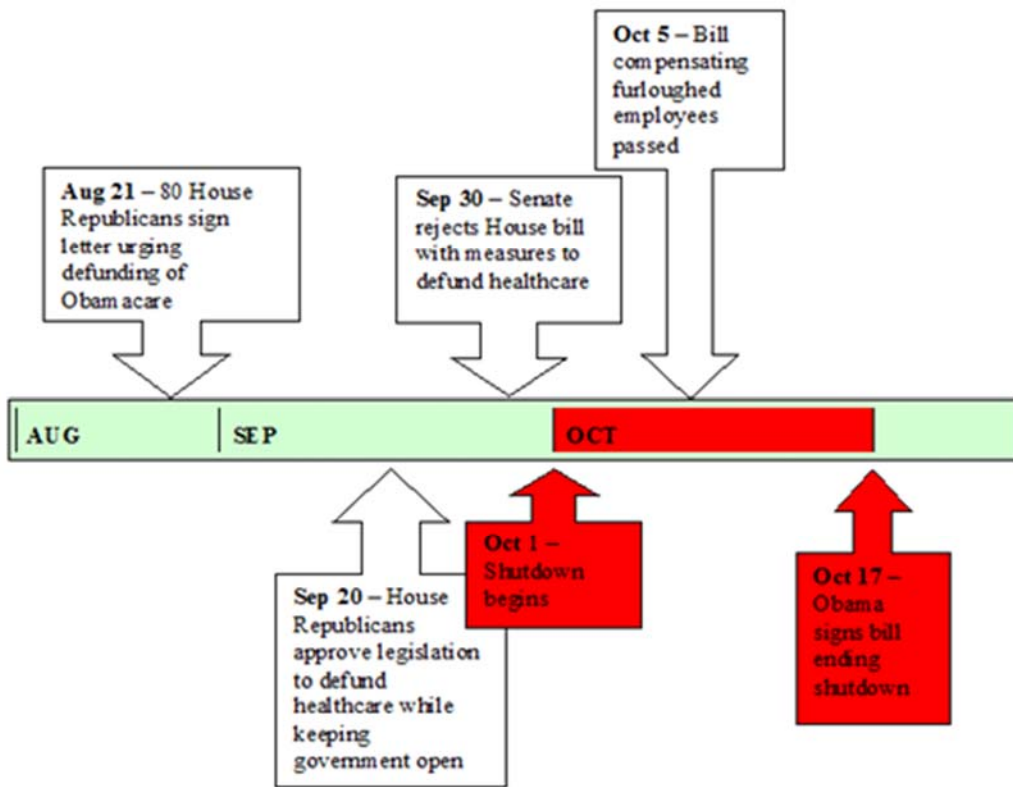 Oct 5 – Bill
compensating
furloughed
employees
passed
Aug 21 – 80 House
Republicans sign
letter urging
defunding of
Obamacare
Sep 30 – Senate
rejects House bill
with measures to
defund healthcare
AUG
SEP
OCT
Sep 20 – House
Republicans
approve legislation
to defund
healthcare while
keeping
government open
Oct 1 –
Shutdown
begins
Oct 17 –
Obama
signs bill
ending
shutdown